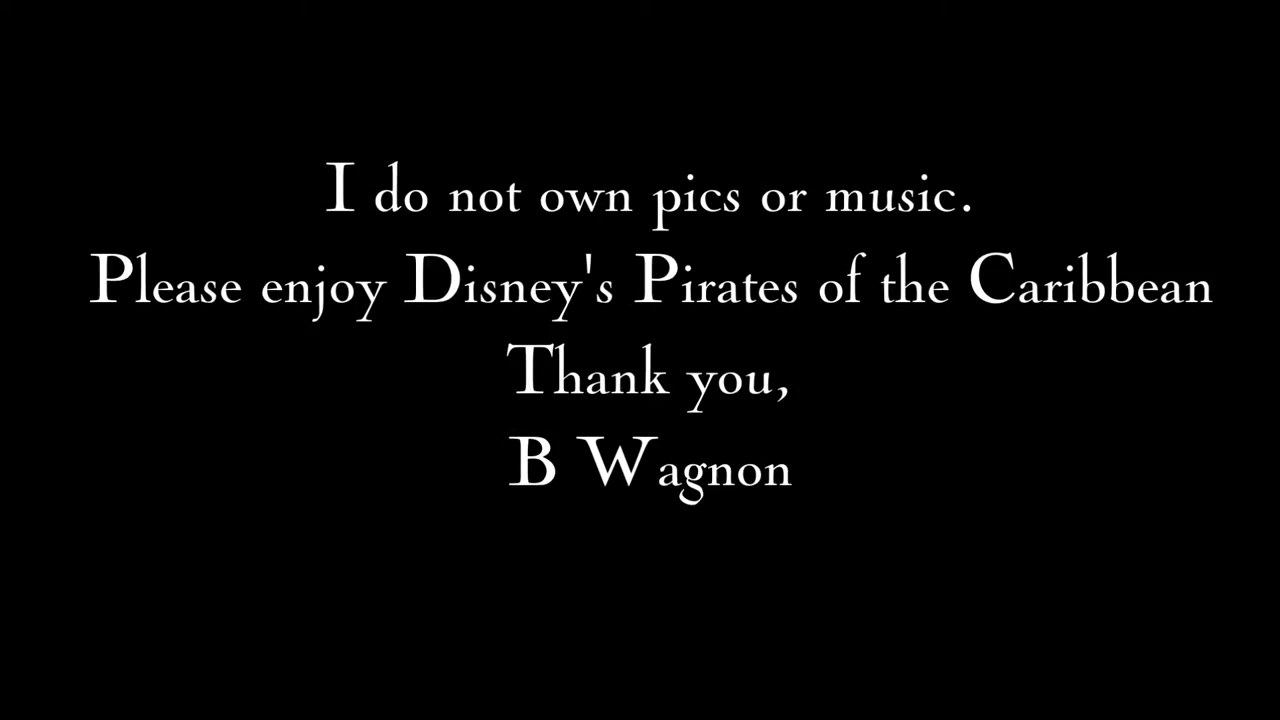 I do not own pics or music.
Please enjoy Disney's Pirates of the Caribbean
Thank you,
B Wagnon